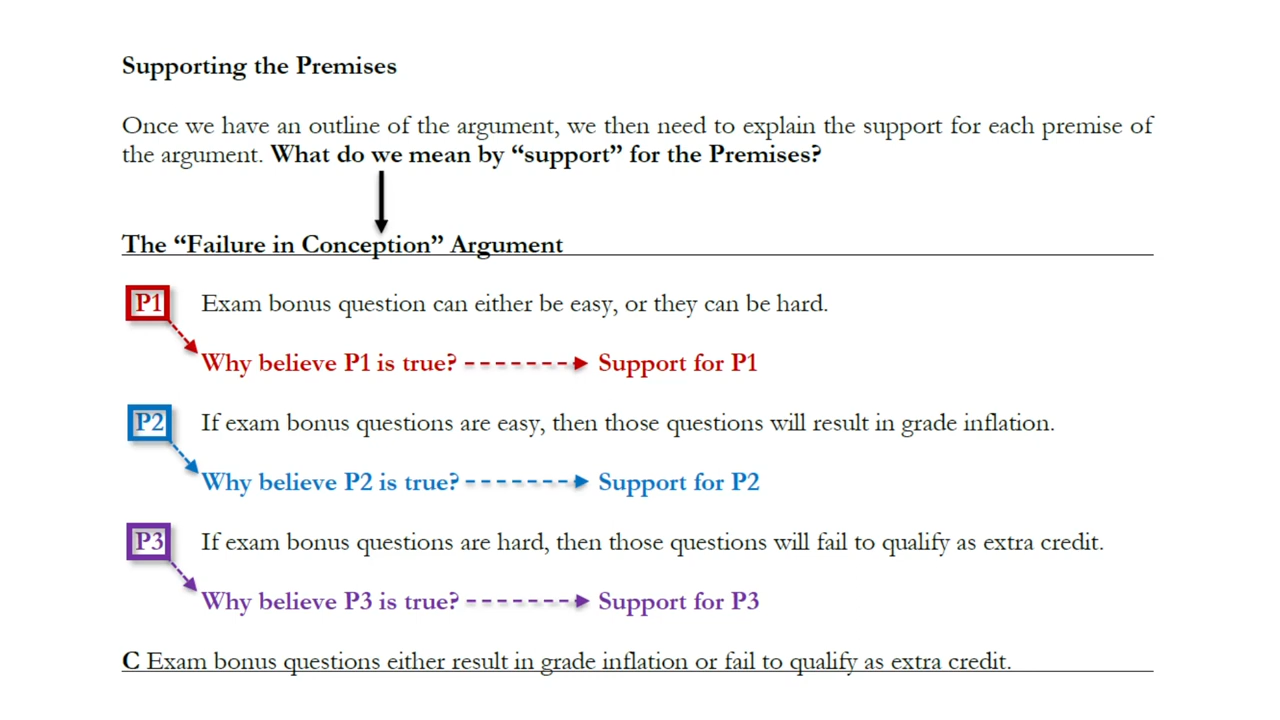 Supporting the Premises
Once we have an outline of the argument, we then need to explain the support for each premise of
the argument. What do we mean by “support” for the Premises?
The “Failure in Conception” Argument
P1 Exam bonus question can either be easy, or they can be hard.
Why believe P1 is true? Support for P1
P2 If exam bonus questions are easy, then those questions will result in grade inflation.
Why believe P2 is true? Support for P2
P3 If exam bonus questions are hard, then those questions will fail to qualify as extra credit.
Why believe P3 is true? Support for P3
C Exam bonus questions either result in grade inflation or fail to qualify as extra credit.